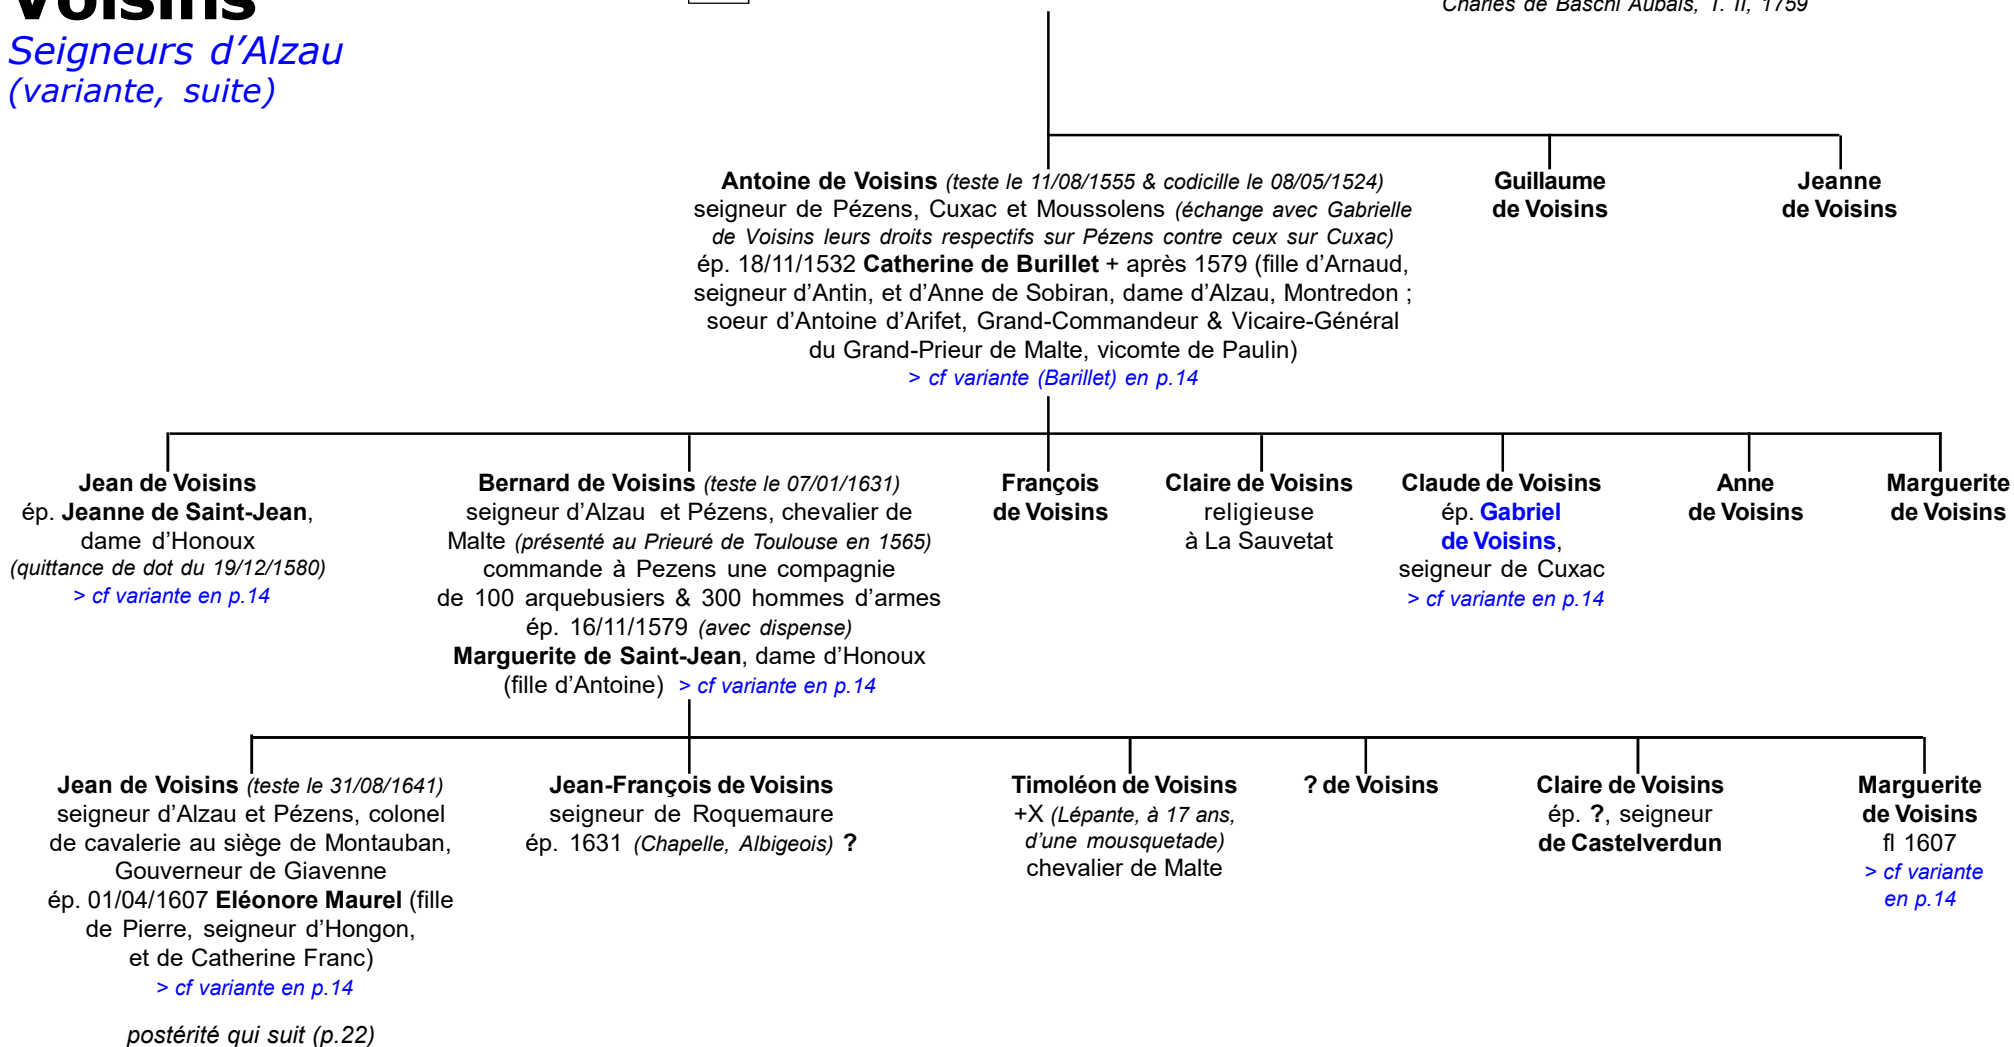 Voisins
Charles de Baschi Aubais, T. II, 1759
Seigneurs d’Alzau
(variante, suite)
Antoine de Voisins (teste le 11/08/1555 & codicille le 08/05/1524)
seigneur de Pézens, Cuxac et Moussolens (échange avec Gabrielle
de Voisins leurs droits respectifs sur Pézens contre ceux sur Cuxac)
ép. 18/11/1532 Catherine de Burillet + après 1579 (fille d’Arnaud,
seigneur d’Antin, et d’Anne de Sobiran, dame d’Alzau, Montredon ;
soeur d’Antoine d’Arifet, Grand-Commandeur & Vicaire-Général
du Grand-Prieur de Malte, vicomte de Paulin)
> cf variante (Barillet) en p.14
Guillaume
de Voisins
Jeanne
de Voisins
Jean de Voisins
ép. Jeanne de Saint-Jean,
dame d’Honoux
(quittance de dot du 19/12/1580)
> cf variante en p.14
Bernard de Voisins (teste le 07/01/1631)
seigneur d’Alzau et Pézens, chevalier de
Malte (présenté au Prieuré de Toulouse en 1565)
commande à Pezens une compagnie
de 100 arquebusiers & 300 hommes d’armes
ép. 16/11/1579 (avec dispense)
Marguerite de Saint-Jean, dame d’Honoux
(fille d’Antoine) > cf variante en p.14
François
de Voisins
Claire de Voisins
religieuse
à La Sauvetat
Claude de Voisins
ép. Gabriel
de Voisins,
seigneur de Cuxac
> cf variante en p.14
Anne
de Voisins
Marguerite
de Voisins
Jean de Voisins (teste le 31/08/1641)
seigneur d’Alzau et Pézens, colonel
de cavalerie au siège de Montauban,
Gouverneur de Giavenne
ép. 01/04/1607 Eléonore Maurel (fille
de Pierre, seigneur d’Hongon,
et de Catherine Franc)
> cf variante en p.14
postérité qui suit (p.22)
Jean-François de Voisins
seigneur de Roquemaure
ép. 1631 (Chapelle, Albigeois) ?
Timoléon de Voisins
+X (Lépante, à 17 ans,
d’une mousquetade)
chevalier de Malte
? de Voisins
Claire de Voisins
ép. ?, seigneur
de Castelverdun
Marguerite
de Voisins
fl 1607
> cf variante
en p.14